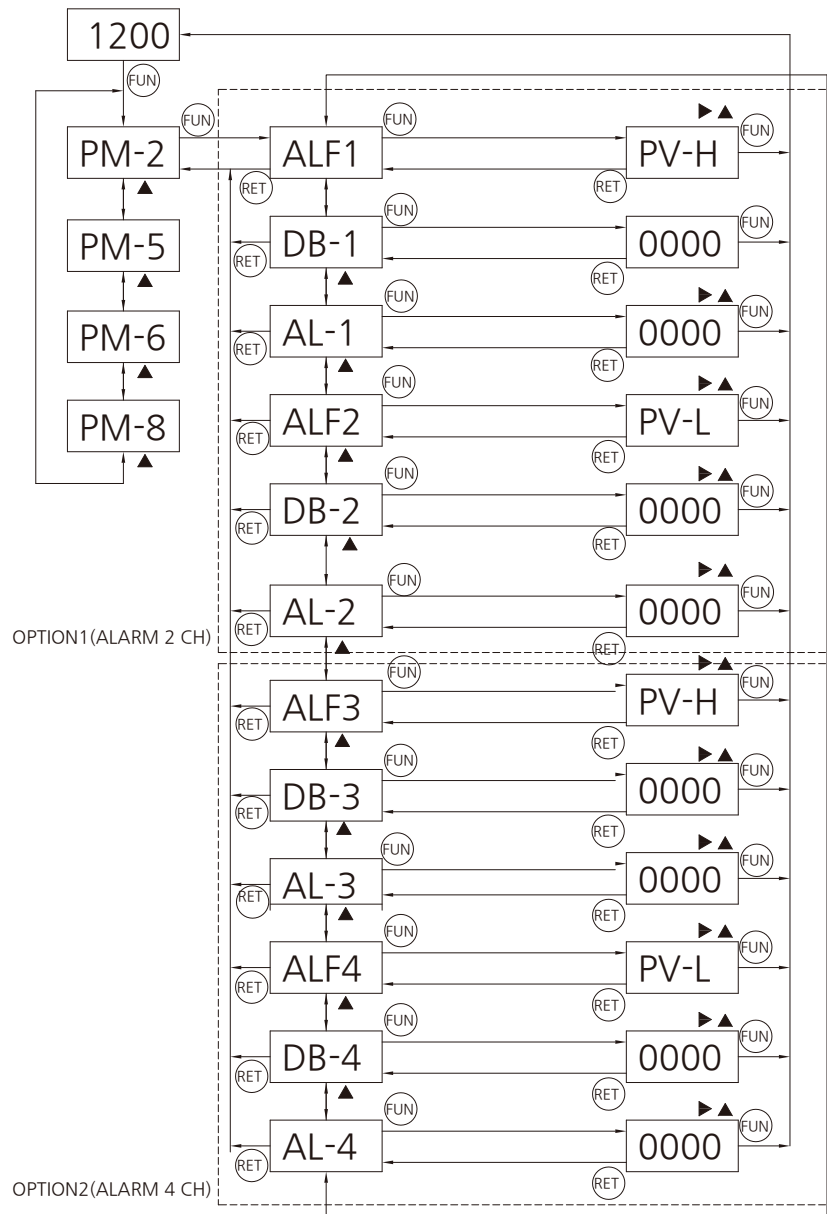 1200
FUN
FUN FUN FUN
PM-2 ALF1 PV-H
RET RET
FUN FUN
PM-5 DB-1 0000
RET RET
FUN FUN
PM-6 AL-1 0000
RET RET
FUN FUN
PM-8 ALF2 PV-L
RET RET
FUN FUN
DB-2 0000
RET RET
FUN FUN
AL-2 0000
RET RET
OPTION1(ALARM 2 CH)
FUN FUN
ALF3 PV-H
RET RET
FUN FUN
DB-3 0000
RET RET
FUN FUN
AL-3 0000
RET RET
FUN FUN
ALF4 PV-L
RET RET
FUN FUN
DB-4 0000
RET RET
FUN FUN
AL-4 0000
RET RET
OPTION2(ALARM 4 CH)